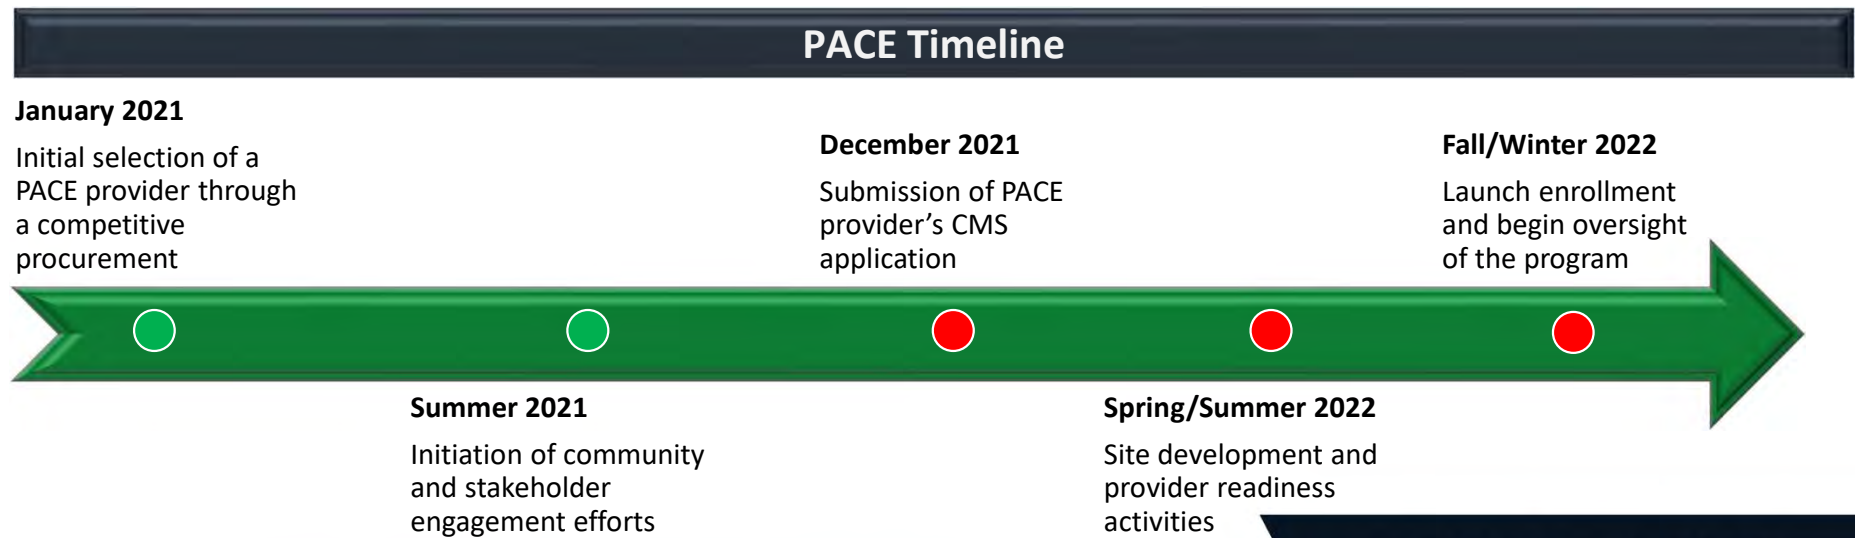 PACE Timeline
January 2021
Initial selection of a
PACE provider through
a competitive
procurement
December 2021
Submission of PACE
provider’s CMS
application
Fall/Winter 2022
Launch enrollment
and begin oversight
of the program
Summer 2021
Initiation of community
and stakeholder
engagement efforts
Spring/Summer 2022
Site development and
provider readiness
activities